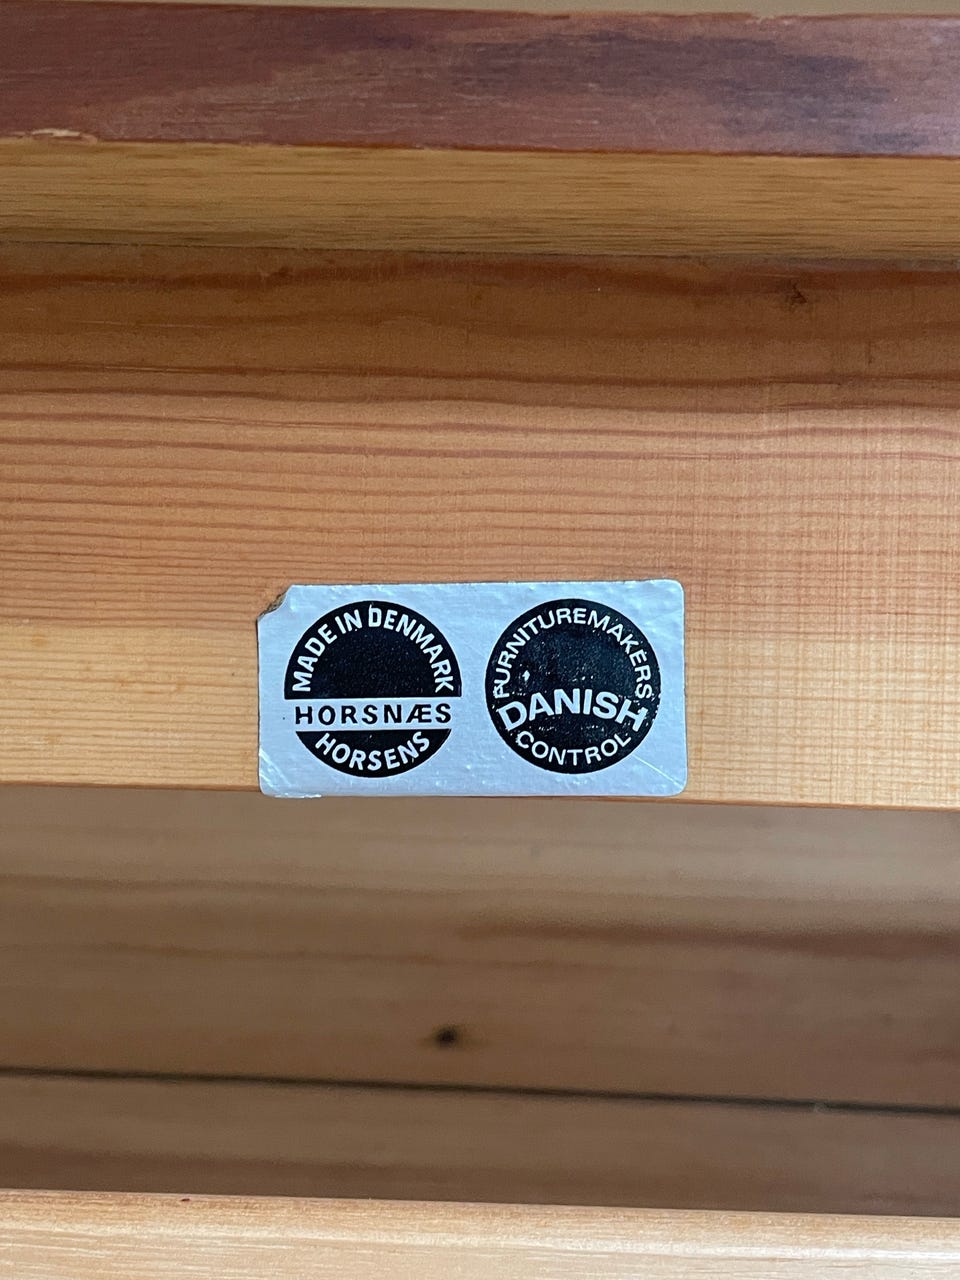 MADE IN DENMARK
HORSNÆS
HORSENS
FURNITUREMAKERS
DANISH
CONTROL